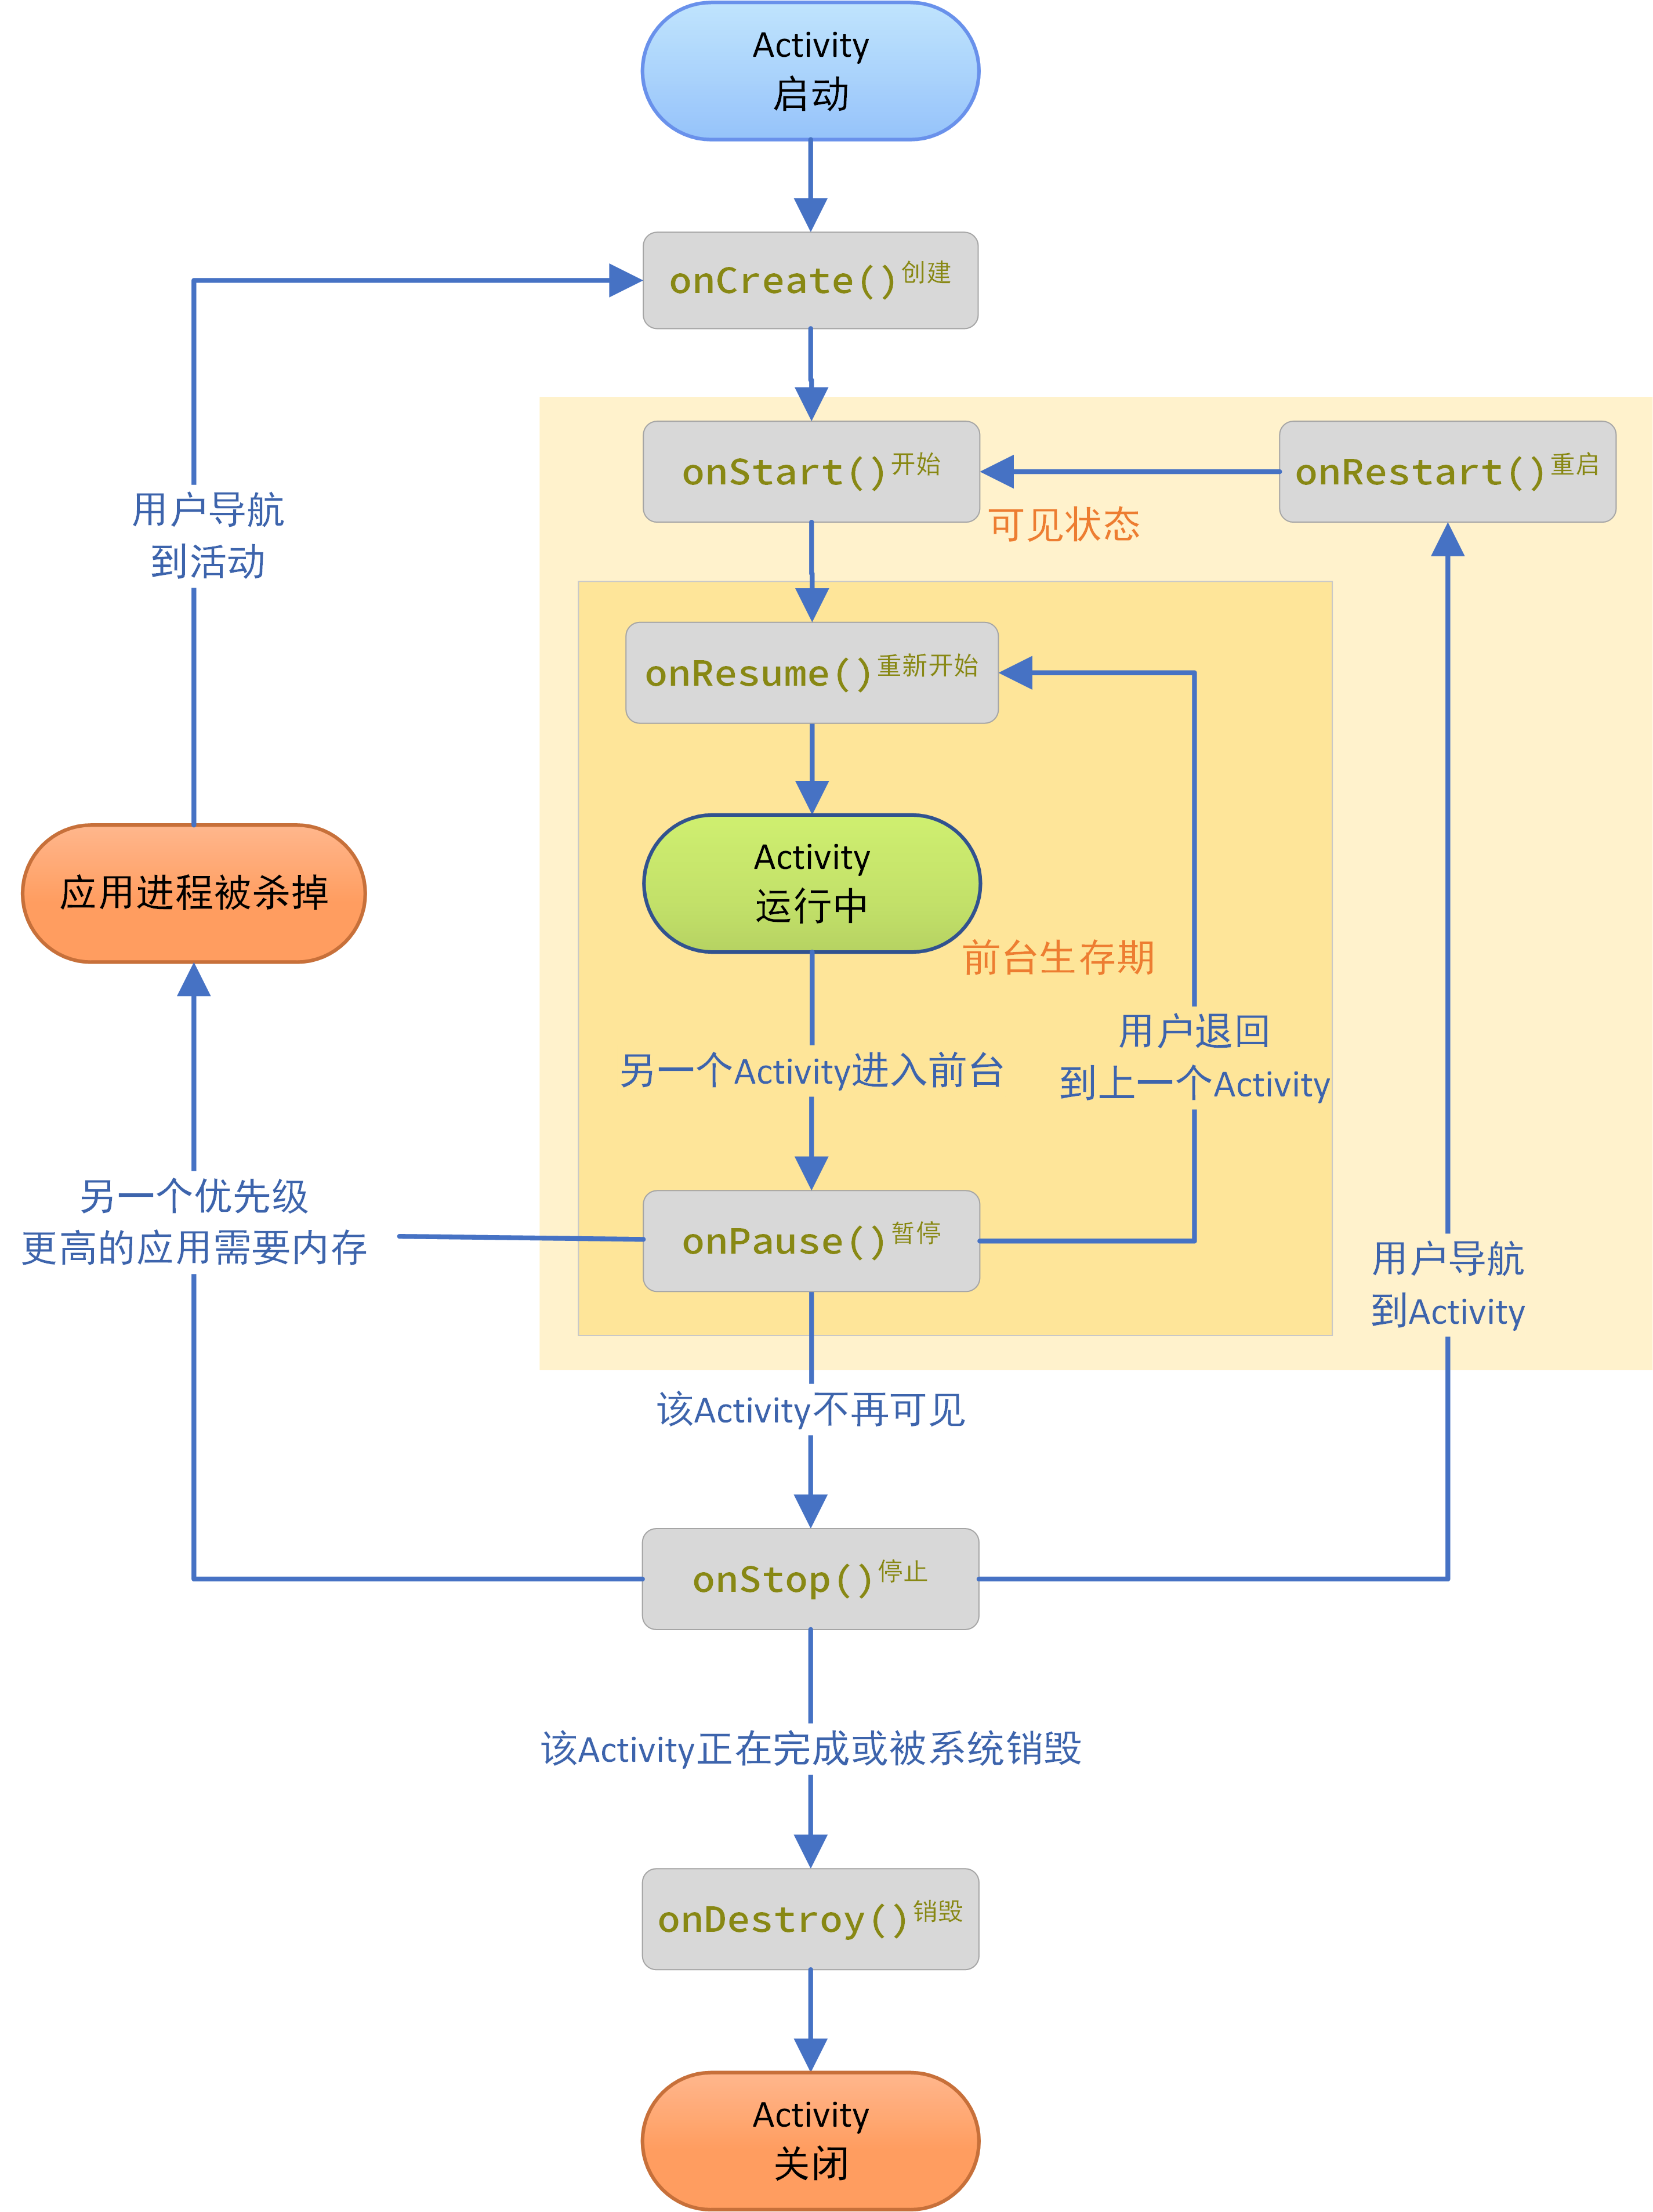 Activity
启动
onCreate()创建
onStart()开始
onRestart()重启
可见状态
用户导航
到活动
onResume()重新开始
Activity
运行中
应用进程被杀掉
前台生存期
用户退回
到上一个Activity
另一个Activity进入前台
另一个优先级
更高的应用需要内存
onPause()暂停
用户导航
到Activity
该Activity不再可见
onStop()停止
该Activity正在完成或被系统销毁
onDestroy()销毁
Activity
关闭